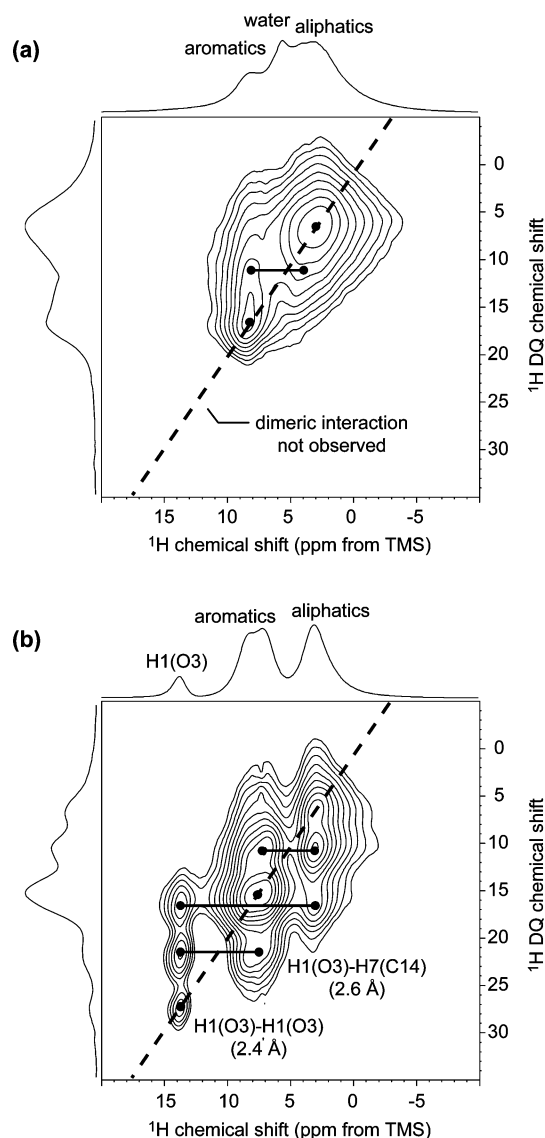 (a)
water
aromatics
aliphatics
0
5
10
15
20
25
30
¹H DQ chemical shift
dimeric interaction
not observed
15
10
5
0
-5
¹H chemical shift (ppm from TMS)
(b)
H1(O3)
aromatics
aliphatics
0
5
10
15
20
25
30
¹H DQ chemical shift
H1(O3)-H7(C14)
(2.6 Å)
H1(O3)-H1(O3)
(2.4 Å)
15
10
5
0
-5
¹H chemical shift (ppm from TMS)